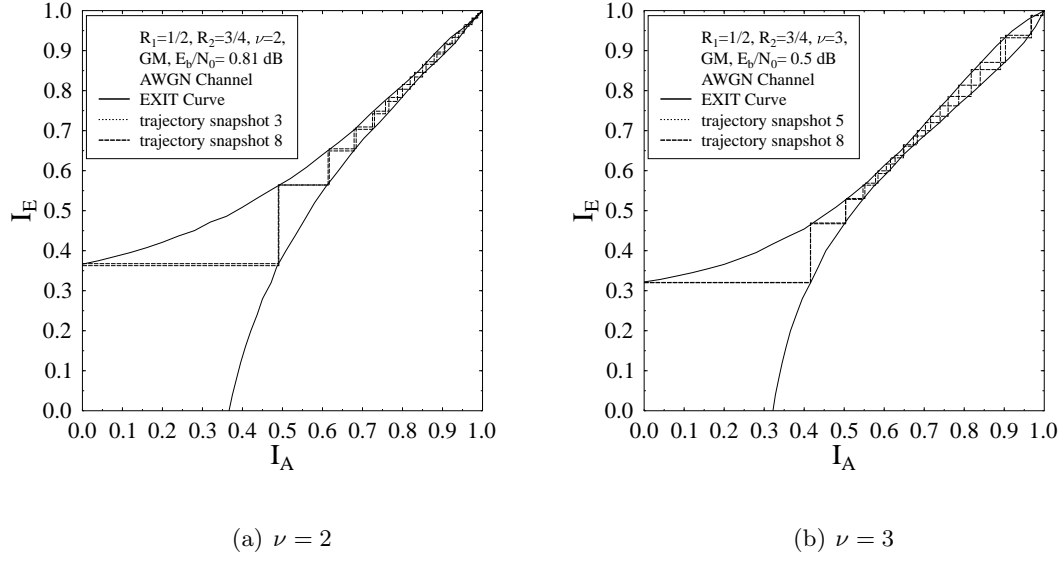 R₁=1/2, R₂=3/4, ν=2,
GM, E_b/N₀= 0.81 dB
AWGN Channel
EXIT Curve
trajectory snapshot 3
trajectory snapshot 8
1.0
0.9
0.8
0.7
0.6
0.5
0.4
0.3
0.2
0.1
0.0
I_E
0.0 0.1 0.2 0.3 0.4 0.5 0.6 0.7 0.8 0.9 1.0
I_A
(a) ν = 2
R₁=1/2, R₂=3/4, ν=3,
GM, E_b/N₀= 0.5 dB
AWGN Channel
EXIT Curve
trajectory snapshot 5
trajectory snapshot 8
1.0
0.9
0.8
0.7
0.6
0.5
0.4
0.3
0.2
0.1
0.0
I_E
0.0 0.1 0.2 0.3 0.4 0.5 0.6 0.7 0.8 0.9 1.0
I_A
(b) ν = 3